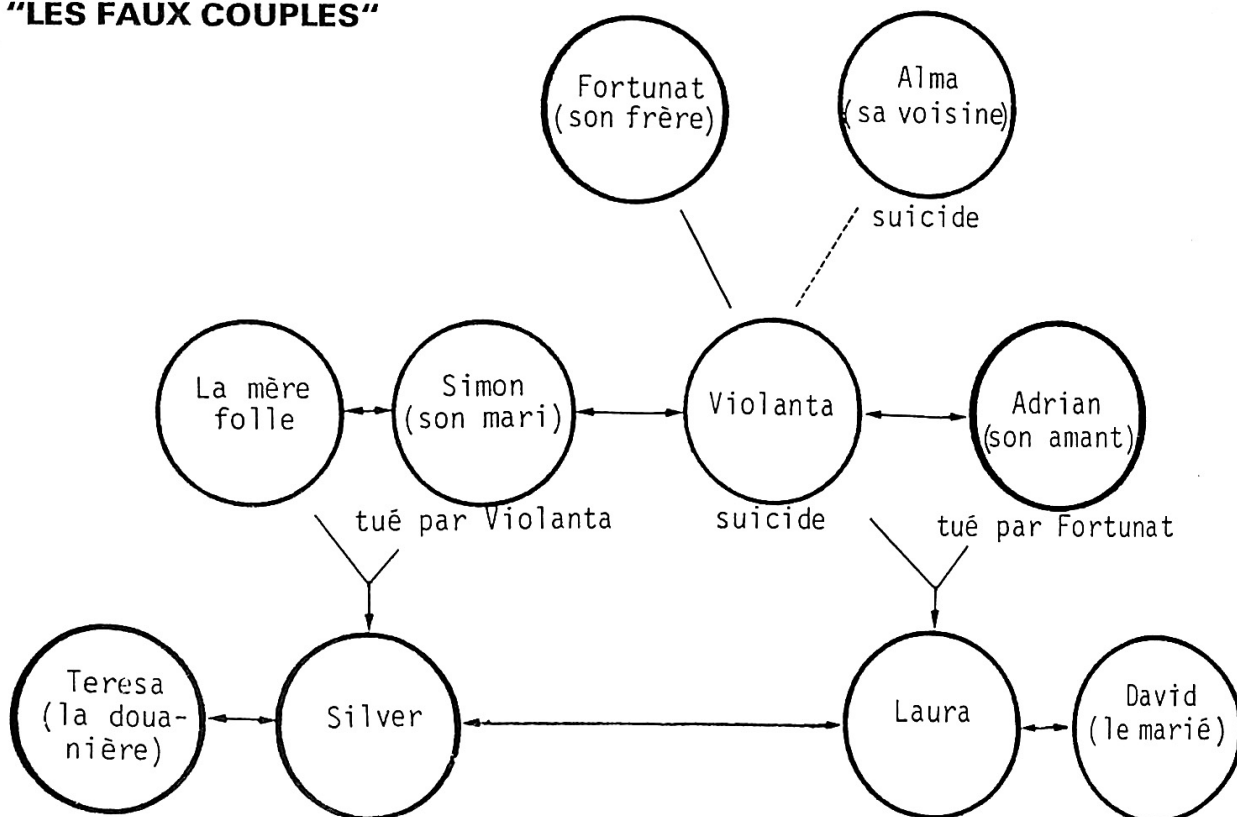 "LES FAUX COUPLES"
Fortunat
(son frère)
Alma
(sa voisine)
suicide
La mère
folle
Simon
(son mari)
Violanta
Adrian
(son amant)
tué par Violanta
suicide
tué par Fortunat
Teresa
(la doua-
nière)
Silver
Laura
David
(le marié)